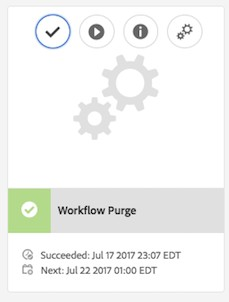 Workflow Purge
Succeeded: Jul 17 2017 23:07 EDT
Next: Jul 22 2017 01:00 EDT